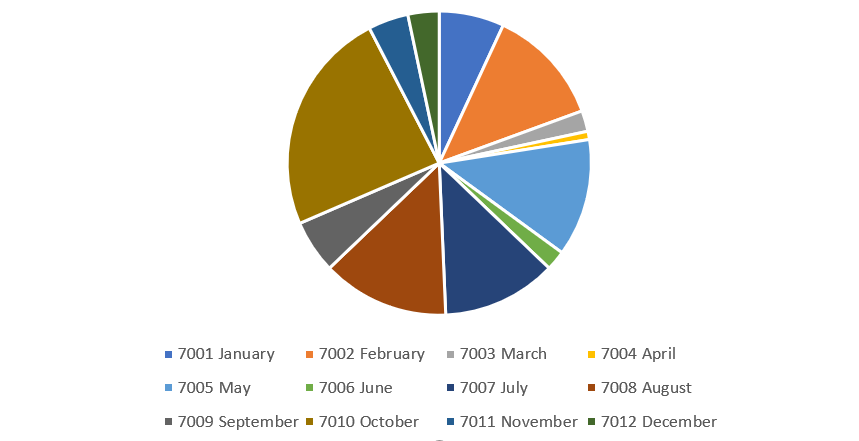 7001 January 7002 February 7003 March 7004 April
7005 May 7006 June 7007 July 7008 August
7009 September 7010 October 7011 November 7012 December